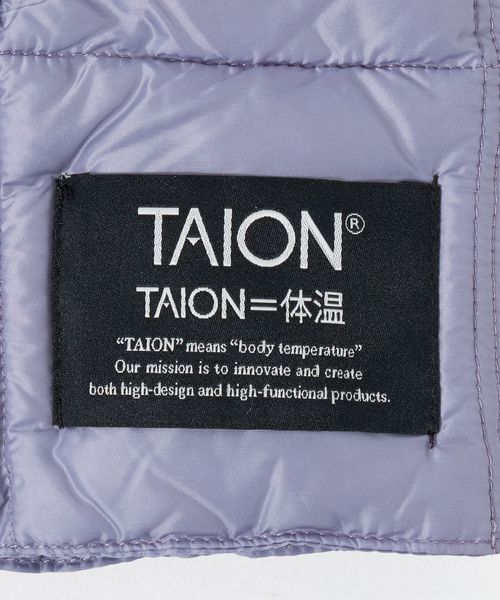 TAION®
TAION=体温
“TAION” means “body temperature”
Our mission is to innovate and create
both high-design and high-functional products.